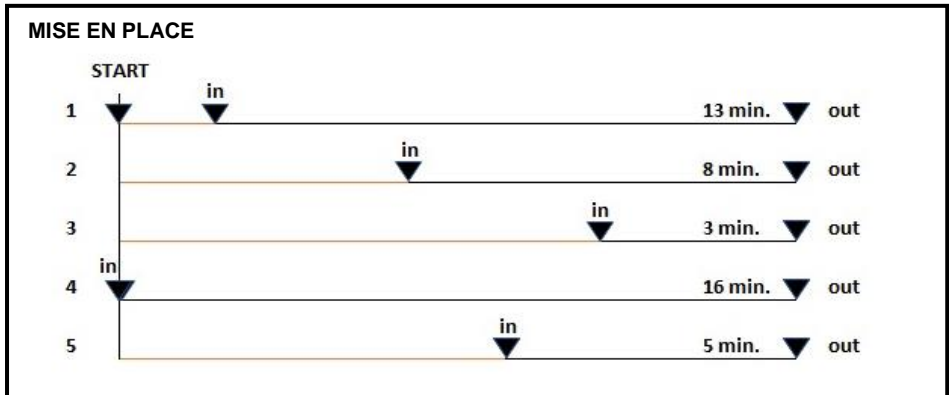 MISE EN PLACE
START
in
1 13 min. out
in
2 8 min. out
in
3 3 min. out
in
4 16 min. out
in
5 5 min. out